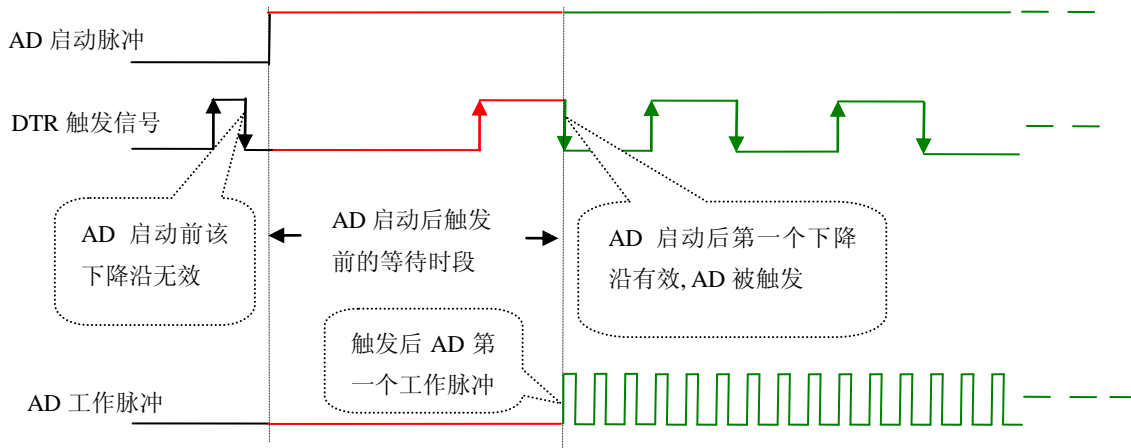 AD 启动脉冲
DTR 触发信号
AD 启动前该
下降沿无效
AD 启动后触发
前的等待时段
AD 启动后第一个下降
沿有效, AD 被触发
触发后 AD 第
一个工作脉冲
AD 工作脉冲